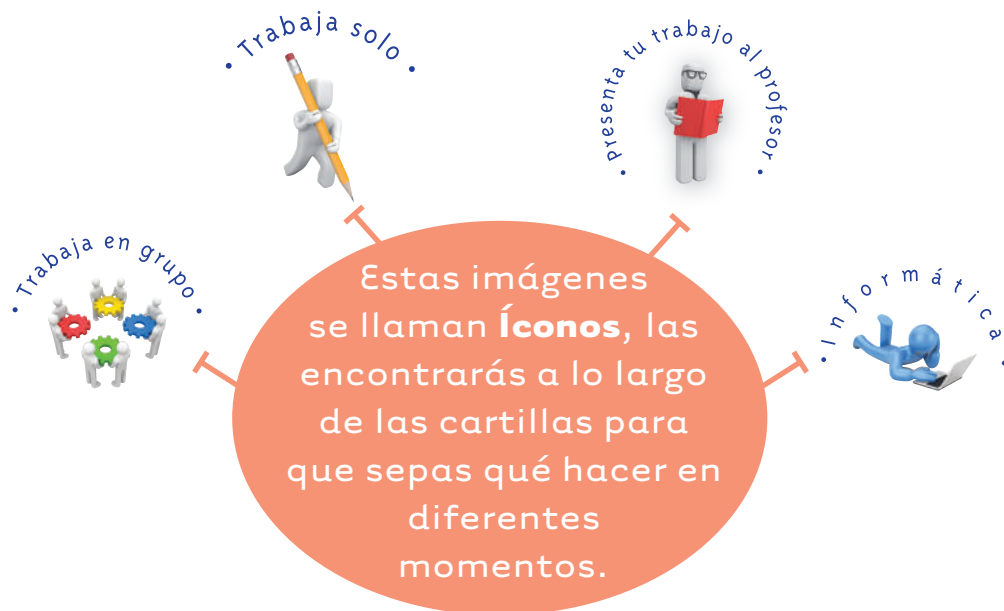 • Trabaja solo •
• Presenta tu trabajo al profesor •
• Trabaja en grupo •
• Informática •
Estas imágenes
se llaman Íconos, las
encontrarás a lo largo
de las cartillas para
que sepas qué hacer en
diferentes
momentos.